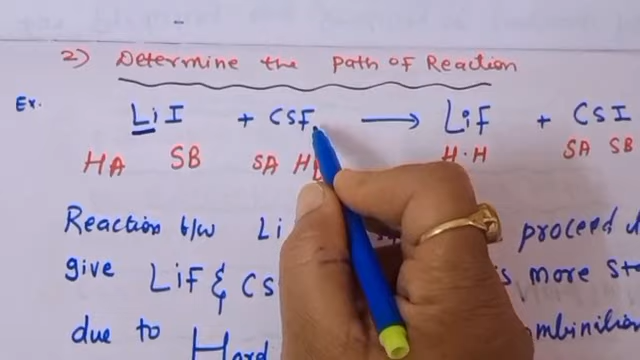 2) Determine the Path of Reaction
Ex. LiI + CsF ⟶ LiF + CsI
HA SB SA H H·H SA SB
Reaction b/w Li proceed
give LiF & Cs is more
due to Hard